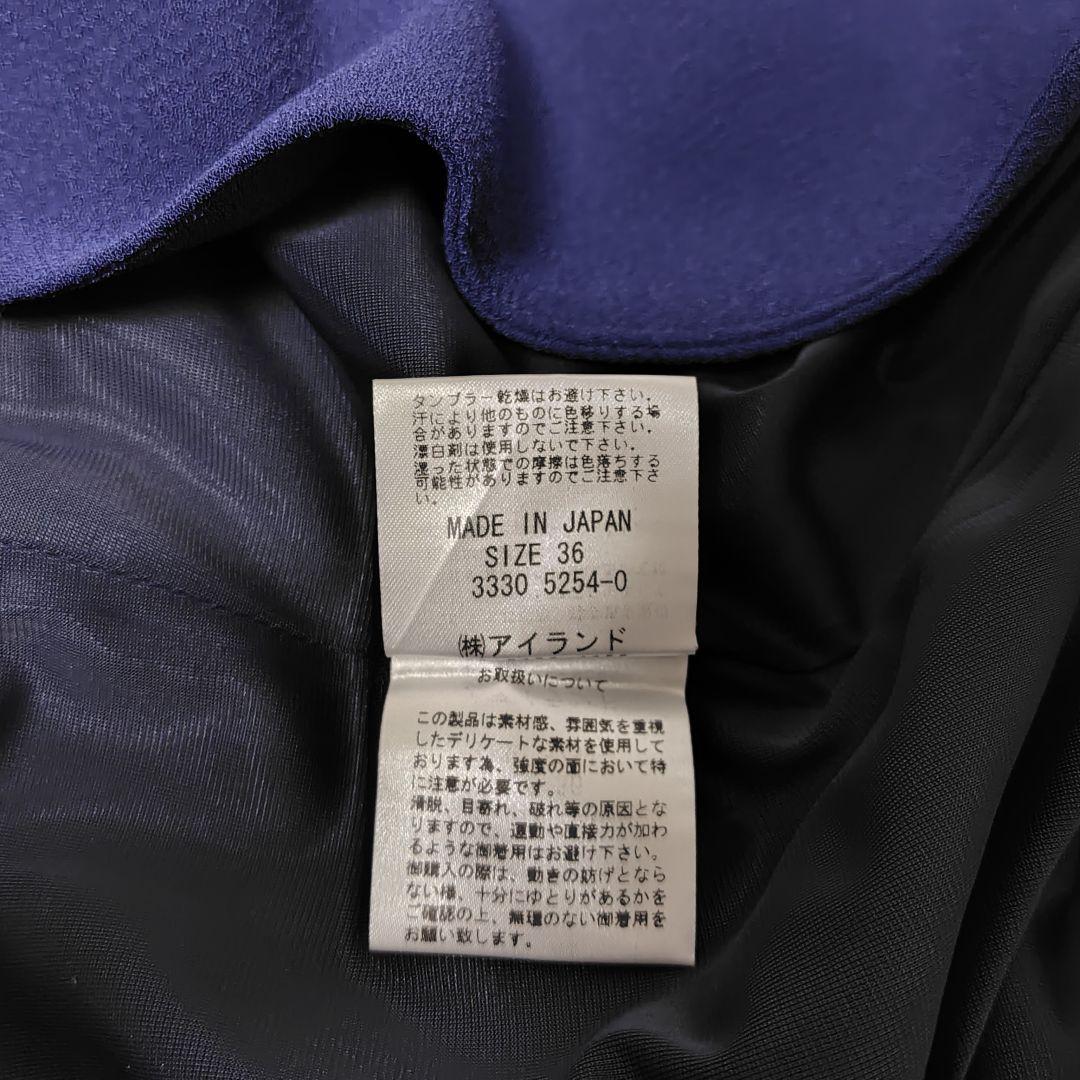 タンブラー乾燥はお避け下さい。
汗により他のものに色移りする場
合がありますのでご注意下さい。
漂白剤は使用しないで下さい。
湿った状態での摩擦は色落ちする
可能性がありますのでご注意下さ
い。
MADE IN JAPAN
SIZE 36
3330 5254-0
(株)アイランド
お取扱いについて
この製品は素材感、雰囲気を重視
したデリケートな素材を使用して
おります為、強度の面において特
に注意が必要です。
滑脱、目寄れ、破れ等の原因とな
りますので、運動や直接力が加わ
るような御着用はお避け下さい。
御購入の際は、動きの妨げとなら
ない様、十分にゆとりがあるかを
ご確認の上、無理のない御着用を
お願い致します。